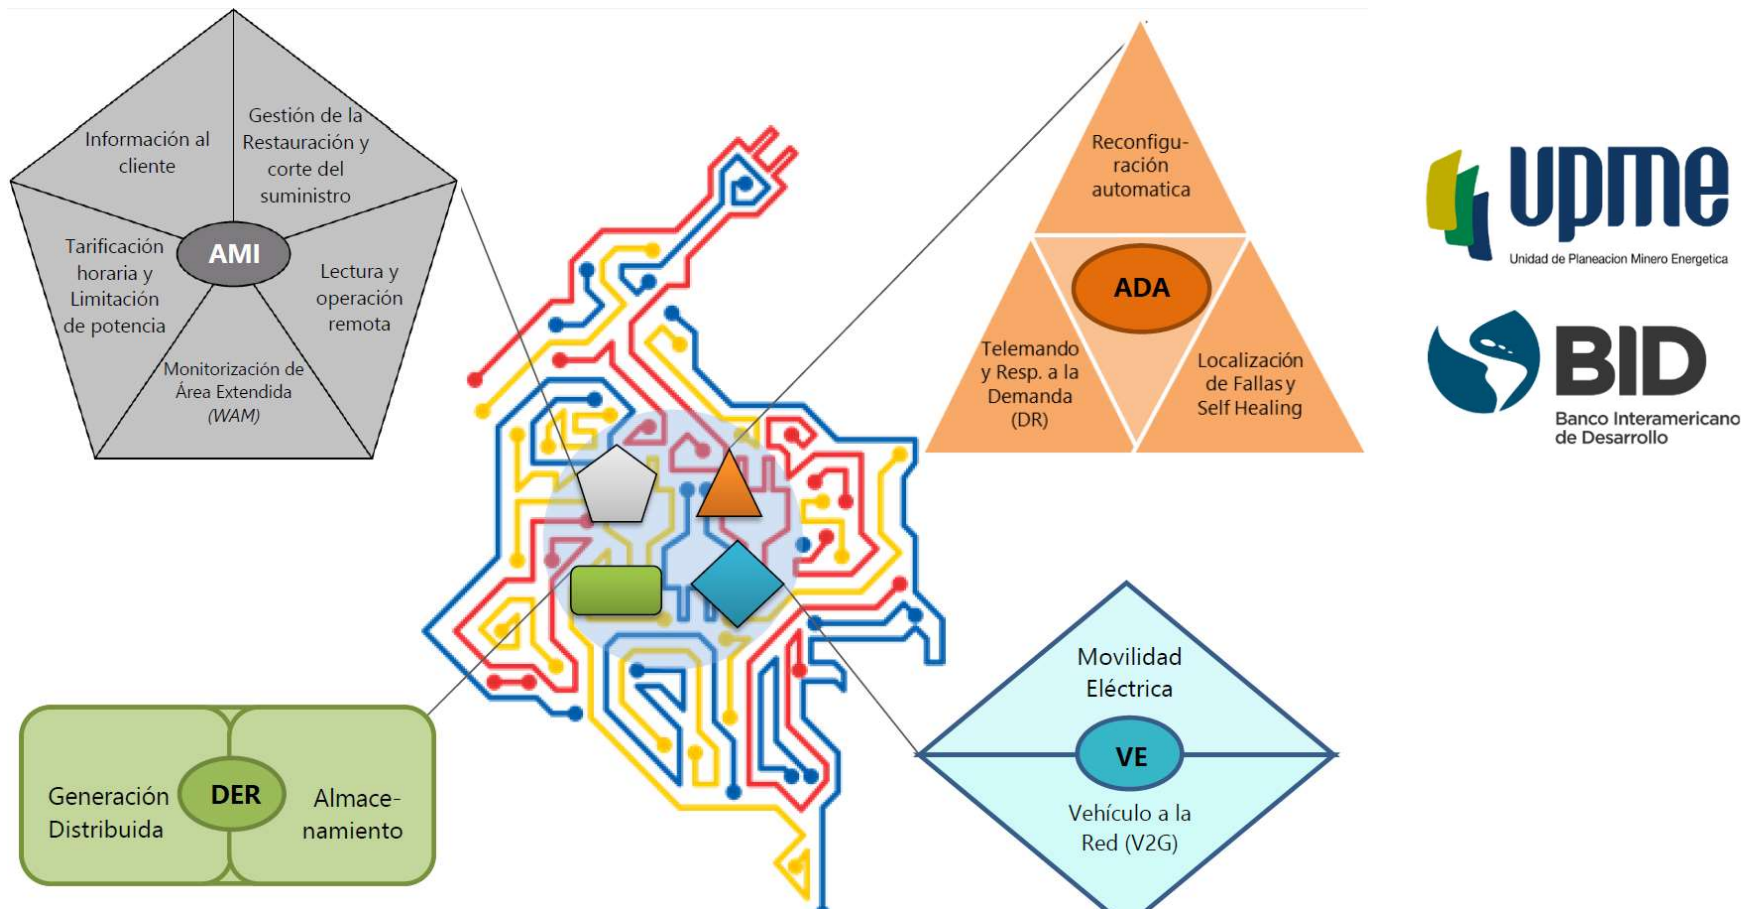 Información al
cliente
Gestión de la
Restauración y
corte del
suministro
Tarificación
horaria y
Limitación
de potencia
AMI
Lectura y
operación
remota
Monitorización de
Área Extendida
(WAM)
Reconfigu-
ración
automatica
ADA
Telemando
y Resp. a la
Demanda
(DR)
Localización
de Fallas y
Self Healing
upme
Unidad de Planeacion Minero Energetica
BID
Banco Interamericano
de Desarrollo
Generación
Distribuida
DER
Almace-
namiento
Movilidad
Eléctrica
VE
Vehículo a la
Red (V2G)